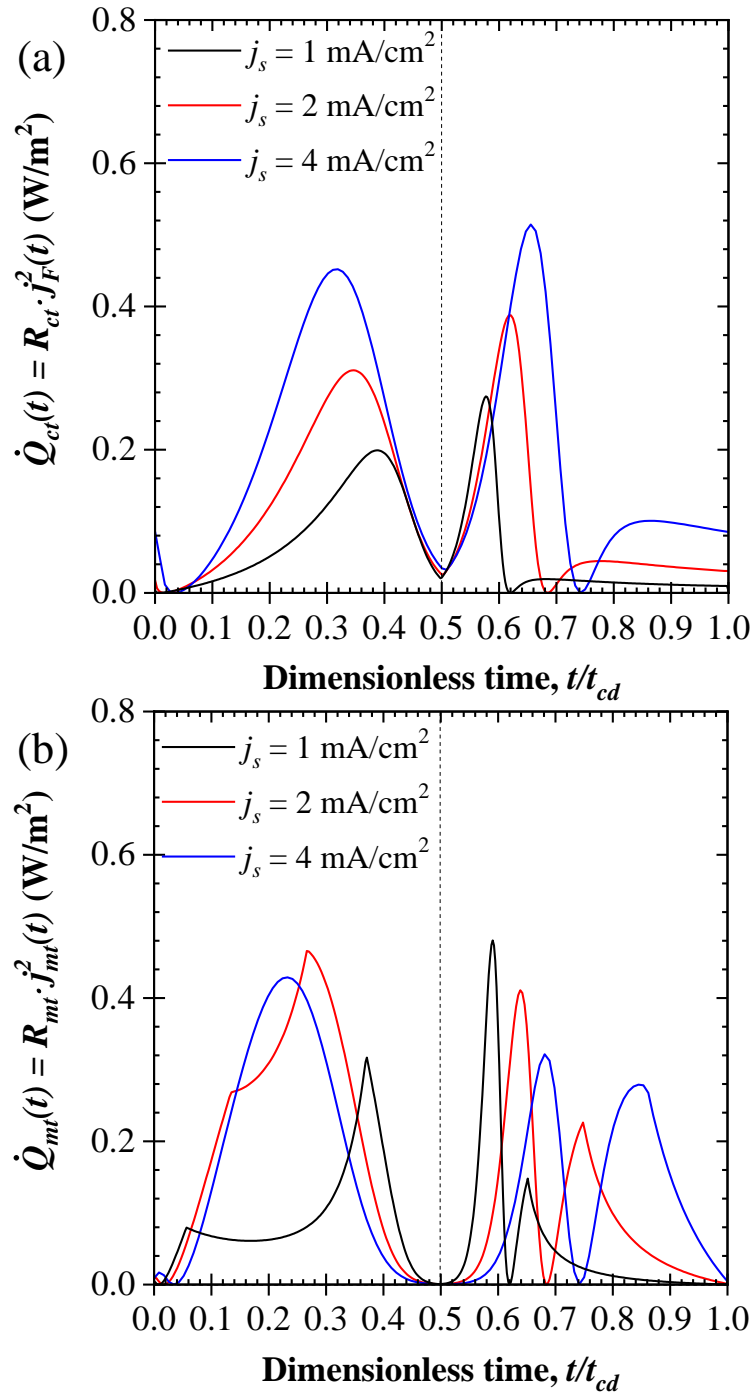 (a)
j_s = 1 mA/cm²
j_s = 2 mA/cm²
j_s = 4 mA/cm²
Q̇_ct(t) = R_ct·j_F²(t) (W/m²)
0.8
0.6
0.4
0.2
0.0
0.0 0.1 0.2 0.3 0.4 0.5 0.6 0.7 0.8 0.9 1.0
Dimensionless time, t/t_cd
(b)
j_s = 1 mA/cm²
j_s = 2 mA/cm²
j_s = 4 mA/cm²
Q̇_mt(t) = R_mt·j_mt²(t) (W/m²)
0.8
0.6
0.4
0.2
0.0
0.0 0.1 0.2 0.3 0.4 0.5 0.6 0.7 0.8 0.9 1.0
Dimensionless time, t/t_cd